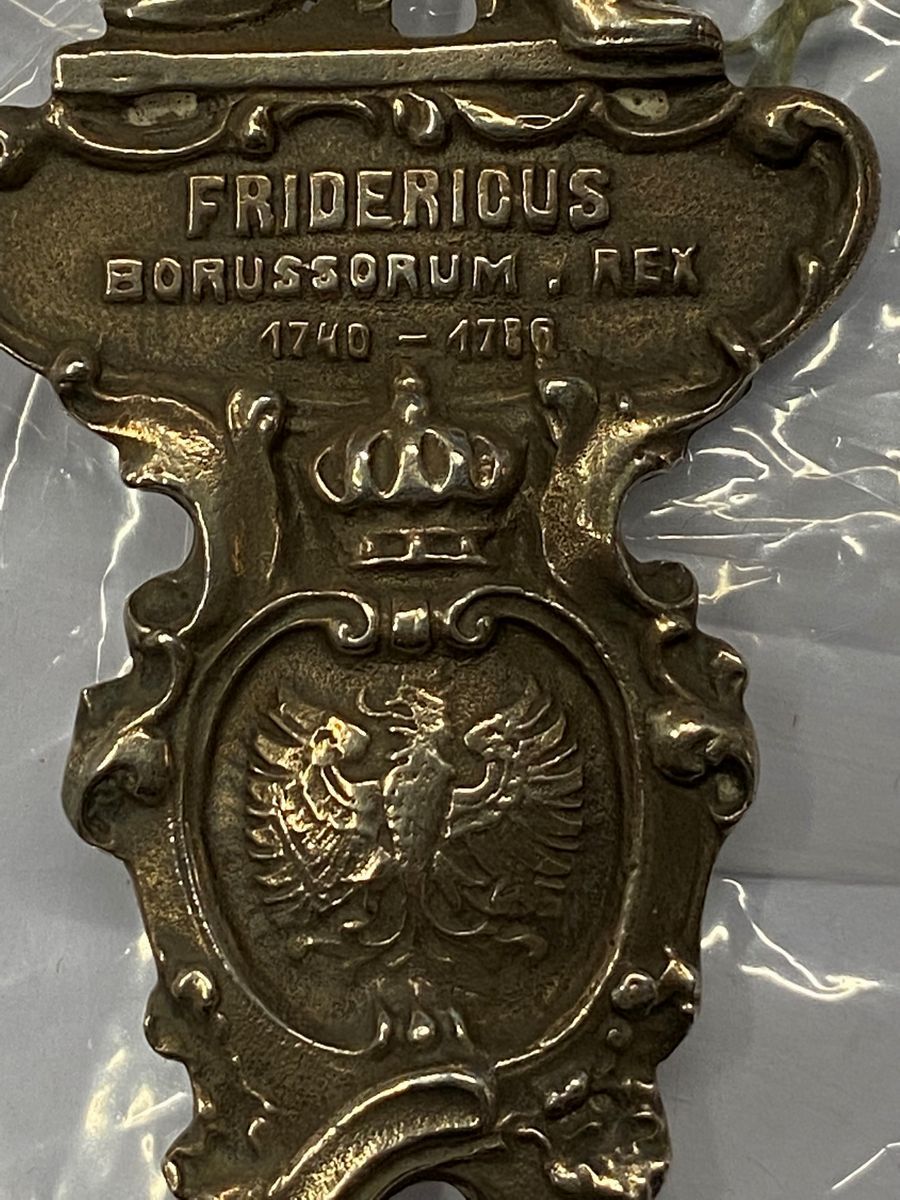 FRIDERICUS
BORUSSORUM . REX
1740 - 1786